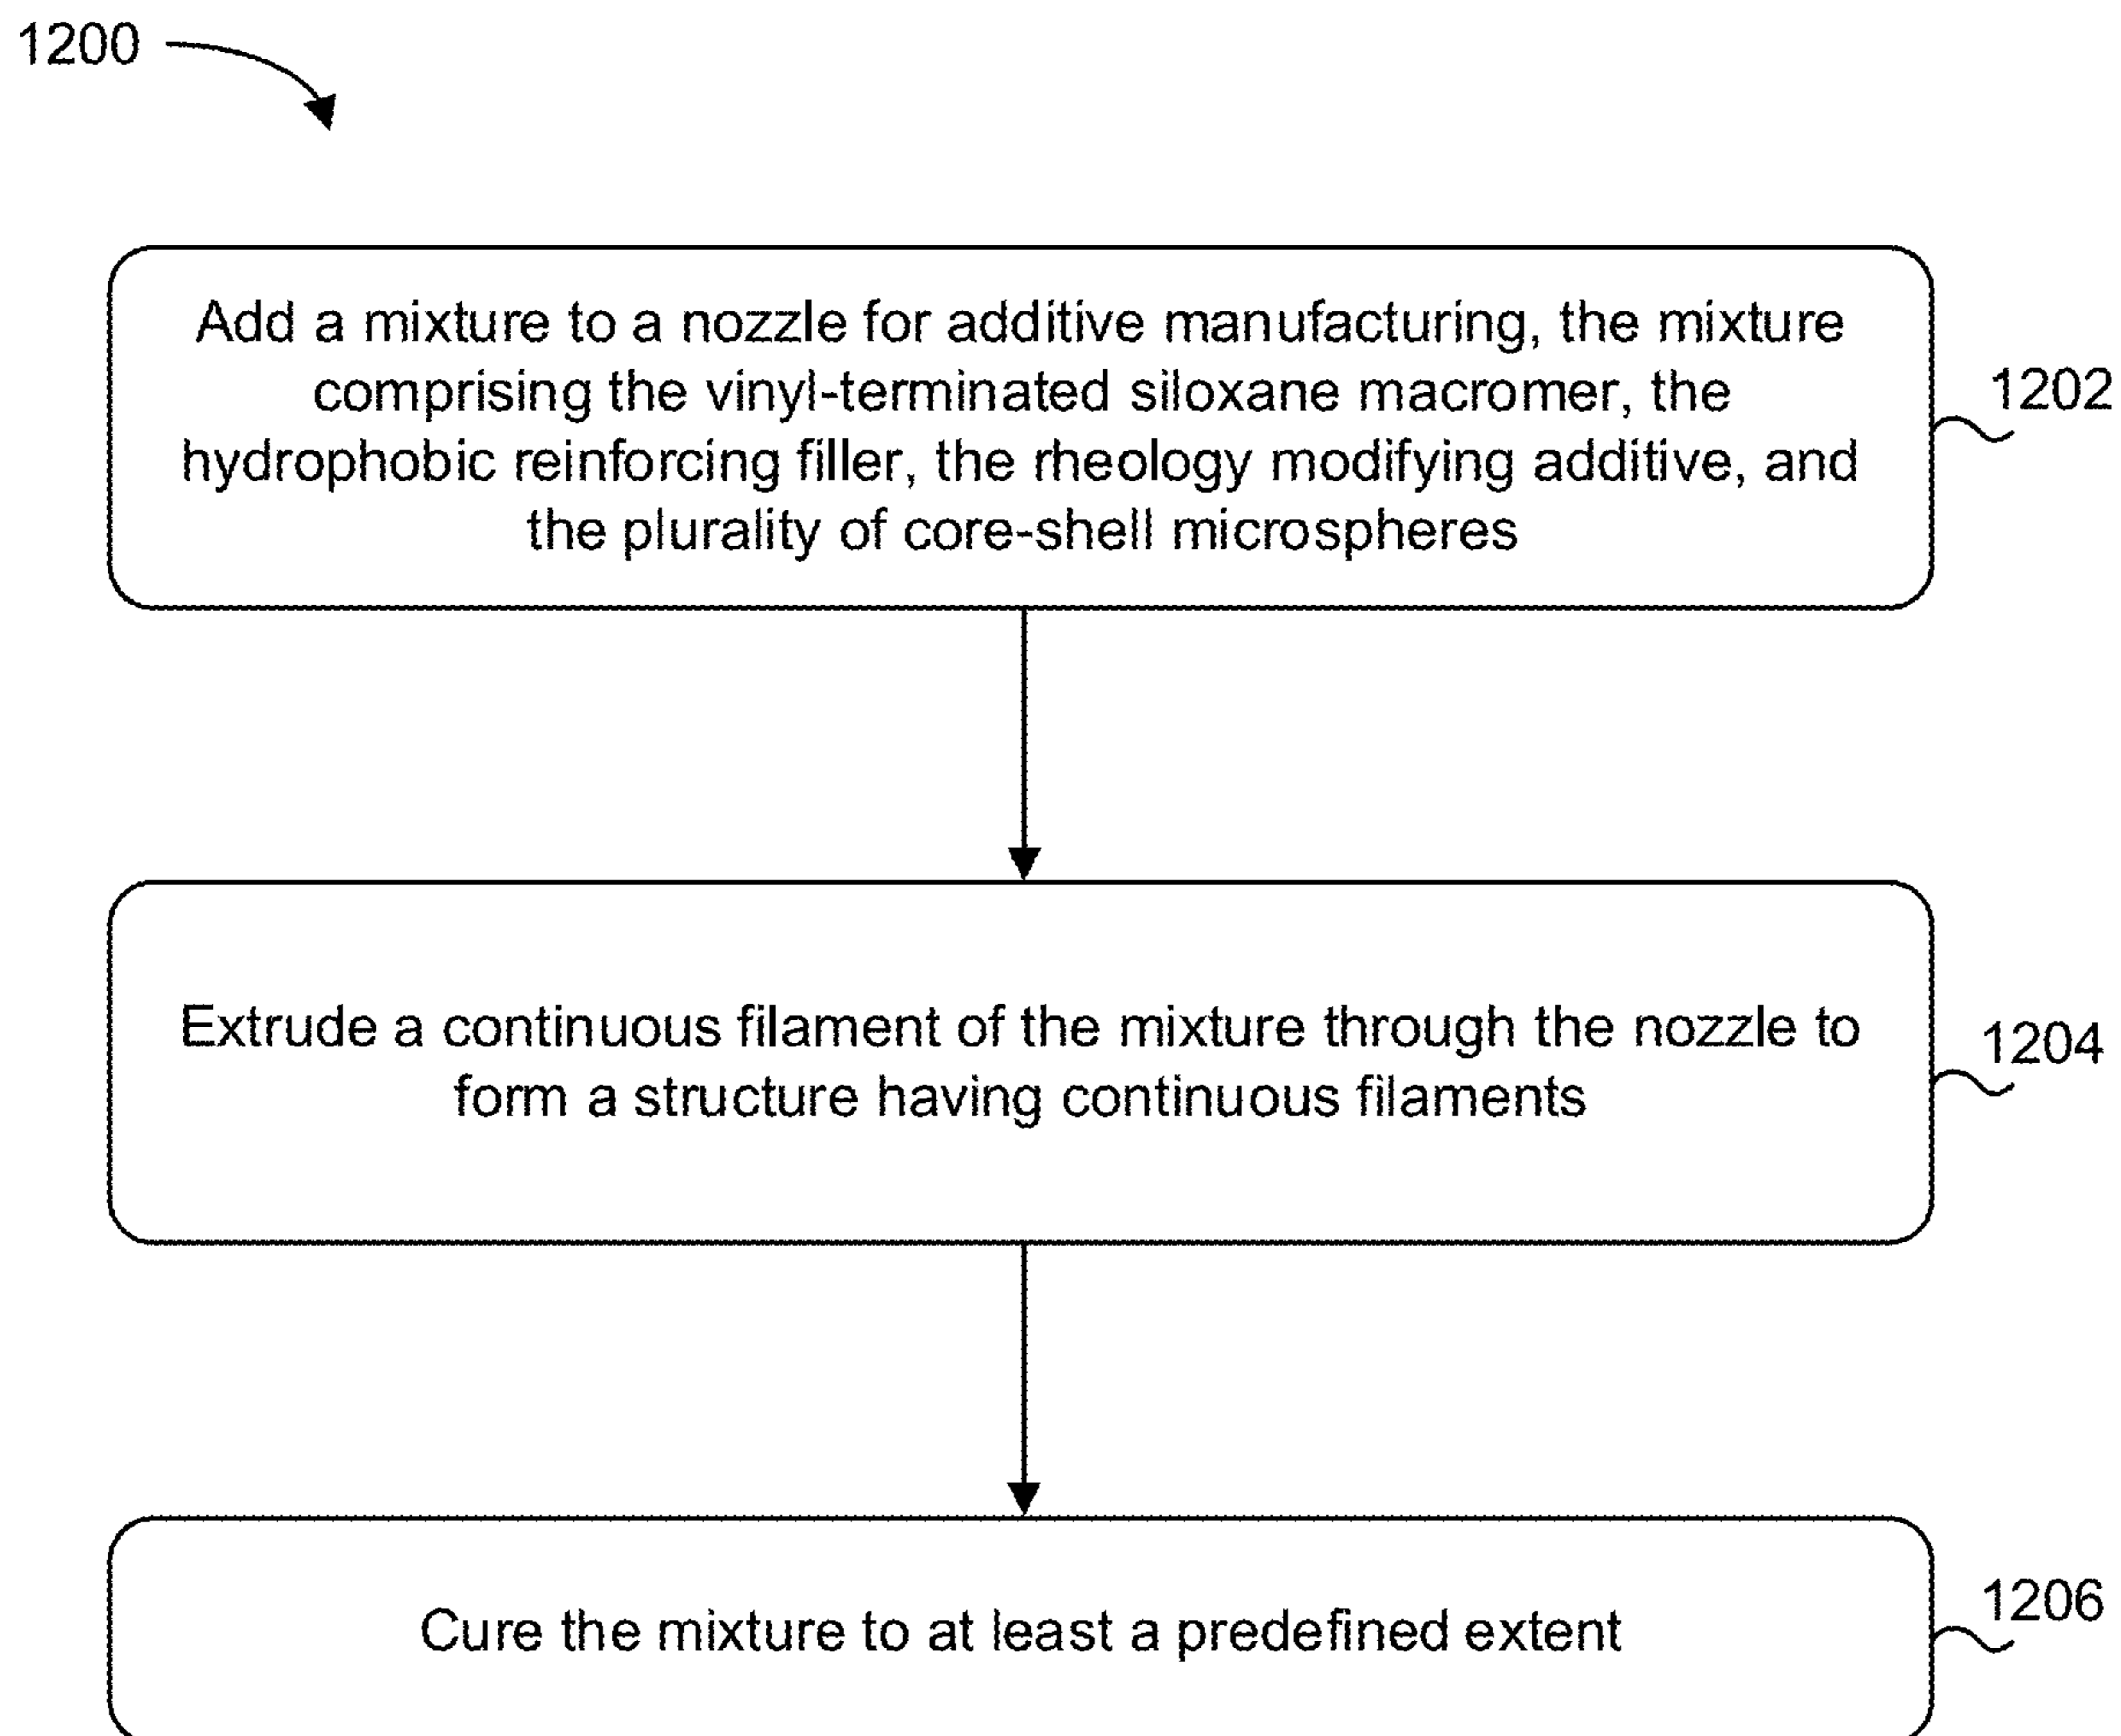 1200
Add a mixture to a nozzle for additive manufacturing, the mixture
comprising the vinyl-terminated siloxane macromer, the
hydrophobic reinforcing filler, the rheology modifying additive, and
the plurality of core-shell microspheres
1202
Extrude a continuous filament of the mixture through the nozzle to
form a structure having continuous filaments
1204
Cure the mixture to at least a predefined extent
1206